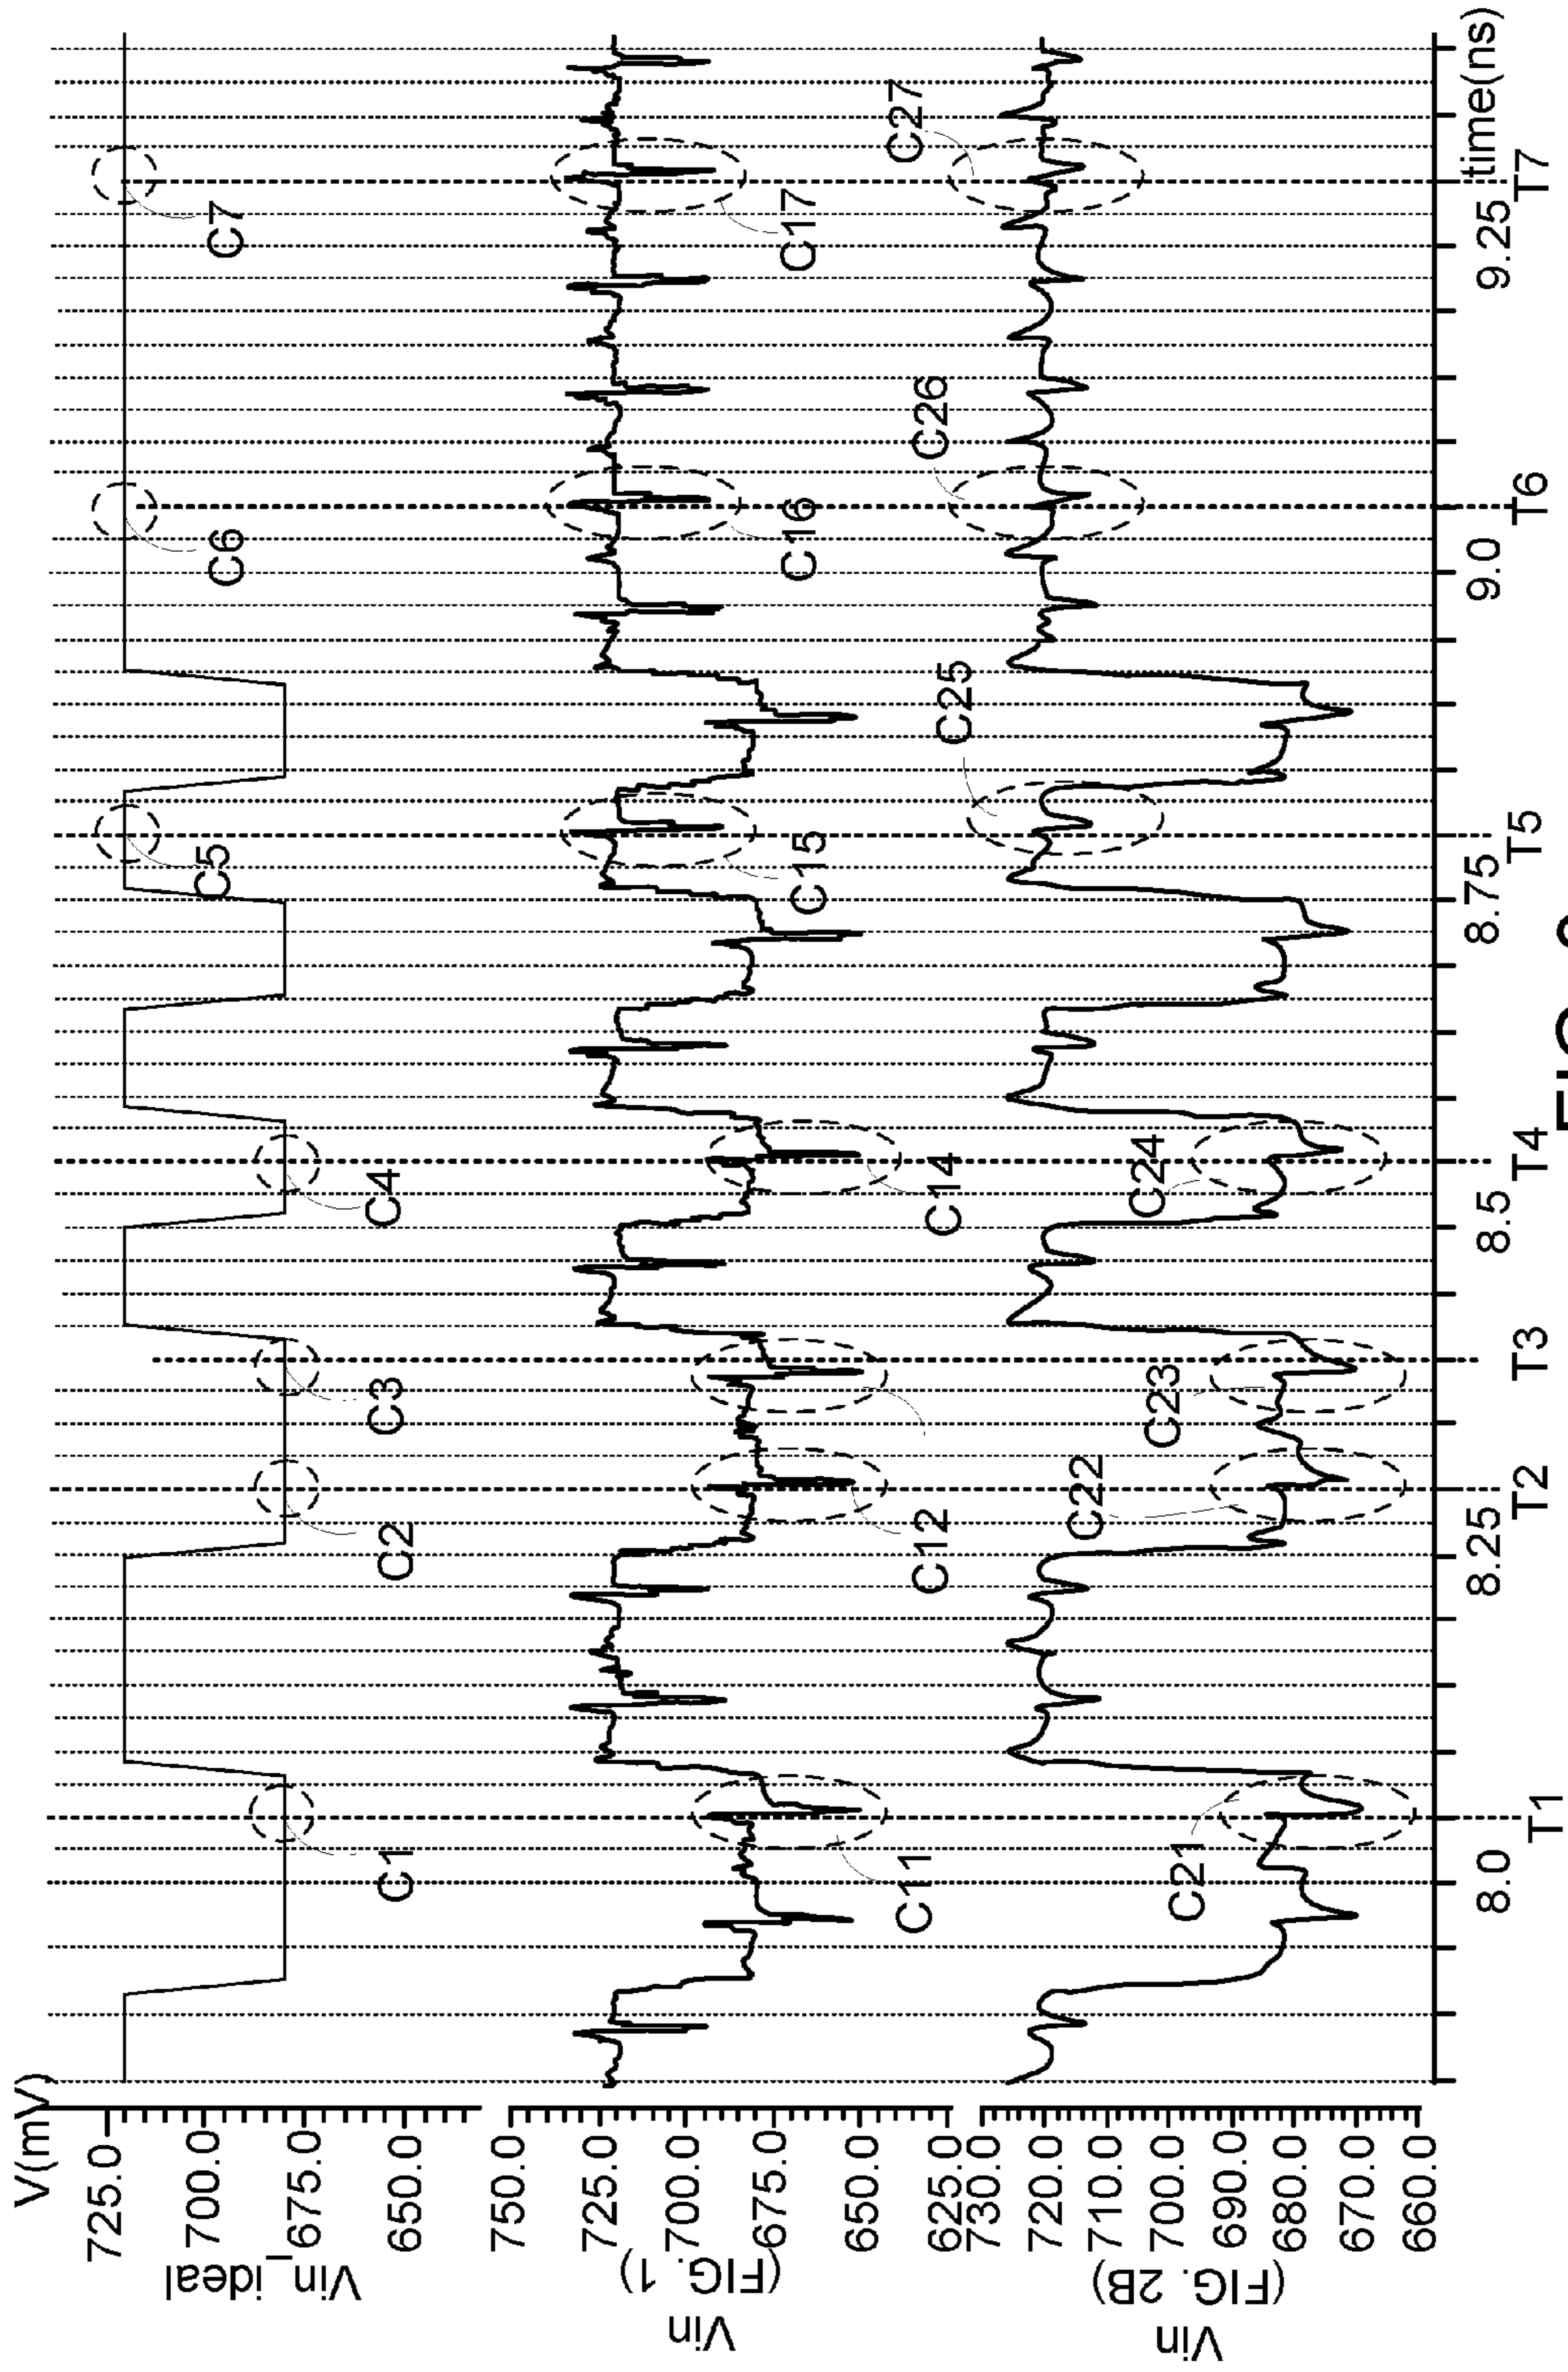 V(mV)
725.0
700.0
675.0
650.0
Vin_ideal
C1
C2
C3
C4
C5
C6
C7
750.0
725.0
700.0
675.0
650.0
625.0
Vin
(FIG. 1)
C11
C12
C14
C15
C16
C17
730.0
720.0
710.0
700.0
690.0
680.0
670.0
660.0
Vin
(FIG. 2B)
C21
C22
C23
C24
C25
C26
C27
8.0
8.25
8.5
8.75
9.0
9.25
time(ns)
T1
T2
T3
T4
T5
T6
T7